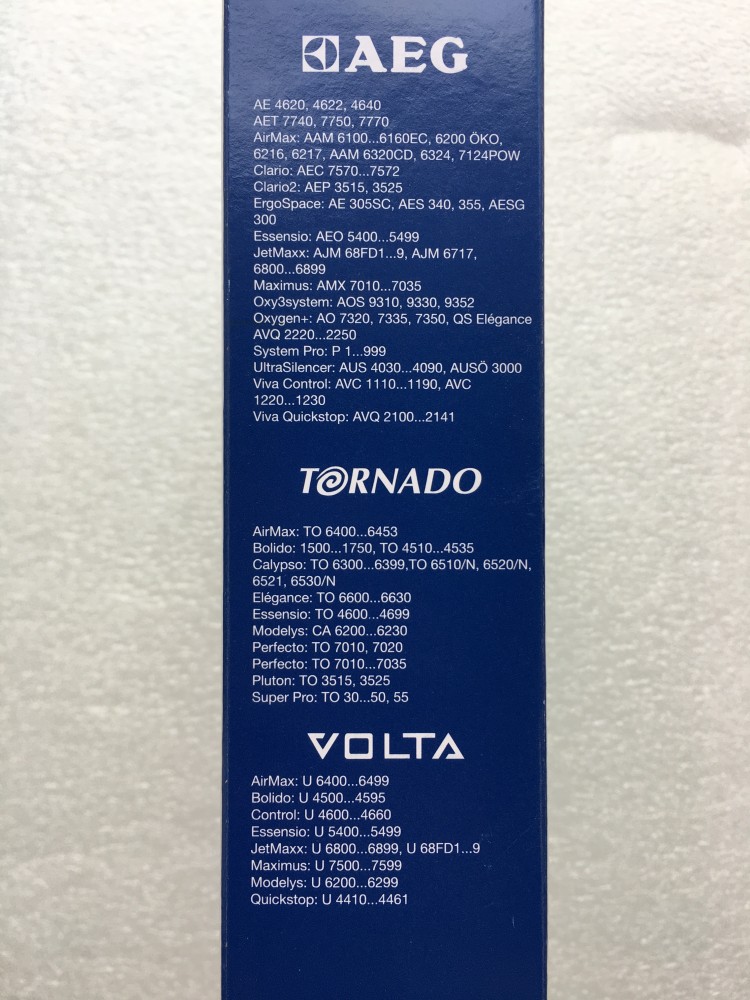 AEG
AE 4620, 4622, 4640
AET 7740, 7750, 7770
AirMax: AAM 6100...6160EC, 6200 ÖKO,
6216, 6217, AAM 6320CD, 6324, 7124POW
Clario: AEC 7570...7572
Clario2: AEP 3515, 3525
ErgoSpace: AE 305SC, AES 340, 355, AESG
300
Essensio: AEO 5400...5499
JetMaxx: AJM 68FD1...9, AJM 6717,
6800...6899
Maximus: AMX 7010...7035
Oxy3system: AOS 9310, 9330, 9352
Oxygen+: AO 7320, 7335, 7350, QS Elégance
AVQ 2220...2250
System Pro: P 1...999
UltraSilencer: AUS 4030...4090, AUSÖ 3000
Viva Control: AVC 1110...1190, AVC
1220...1230
Viva Quickstop: AVQ 2100...2141
TORNADO
AirMax: TO 6400...6453
Bolido: 1500...1750, TO 4510...4535
Calypso: TO 6300...6399,TO 6510/N, 6520/N,
6521, 6530/N
Elégance: TO 6600...6630
Essensio: TO 4600...4699
Modelys: CA 6200...6230
Perfecto: TO 7010, 7020
Perfecto: TO 7010...7035
Pluton: TO 3515, 3525
Super Pro: TO 30...50, 55
VOLTA
AirMax: U 6400...6499
Bolido: U 4500...4595
Control: U 4600...4660
Essensio: U 5400...5499
JetMaxx: U 6800...6899, U 68FD1...9
Maximus: U 7500...7599
Modelys: U 6200...6299
Quickstop: U 4410...4461